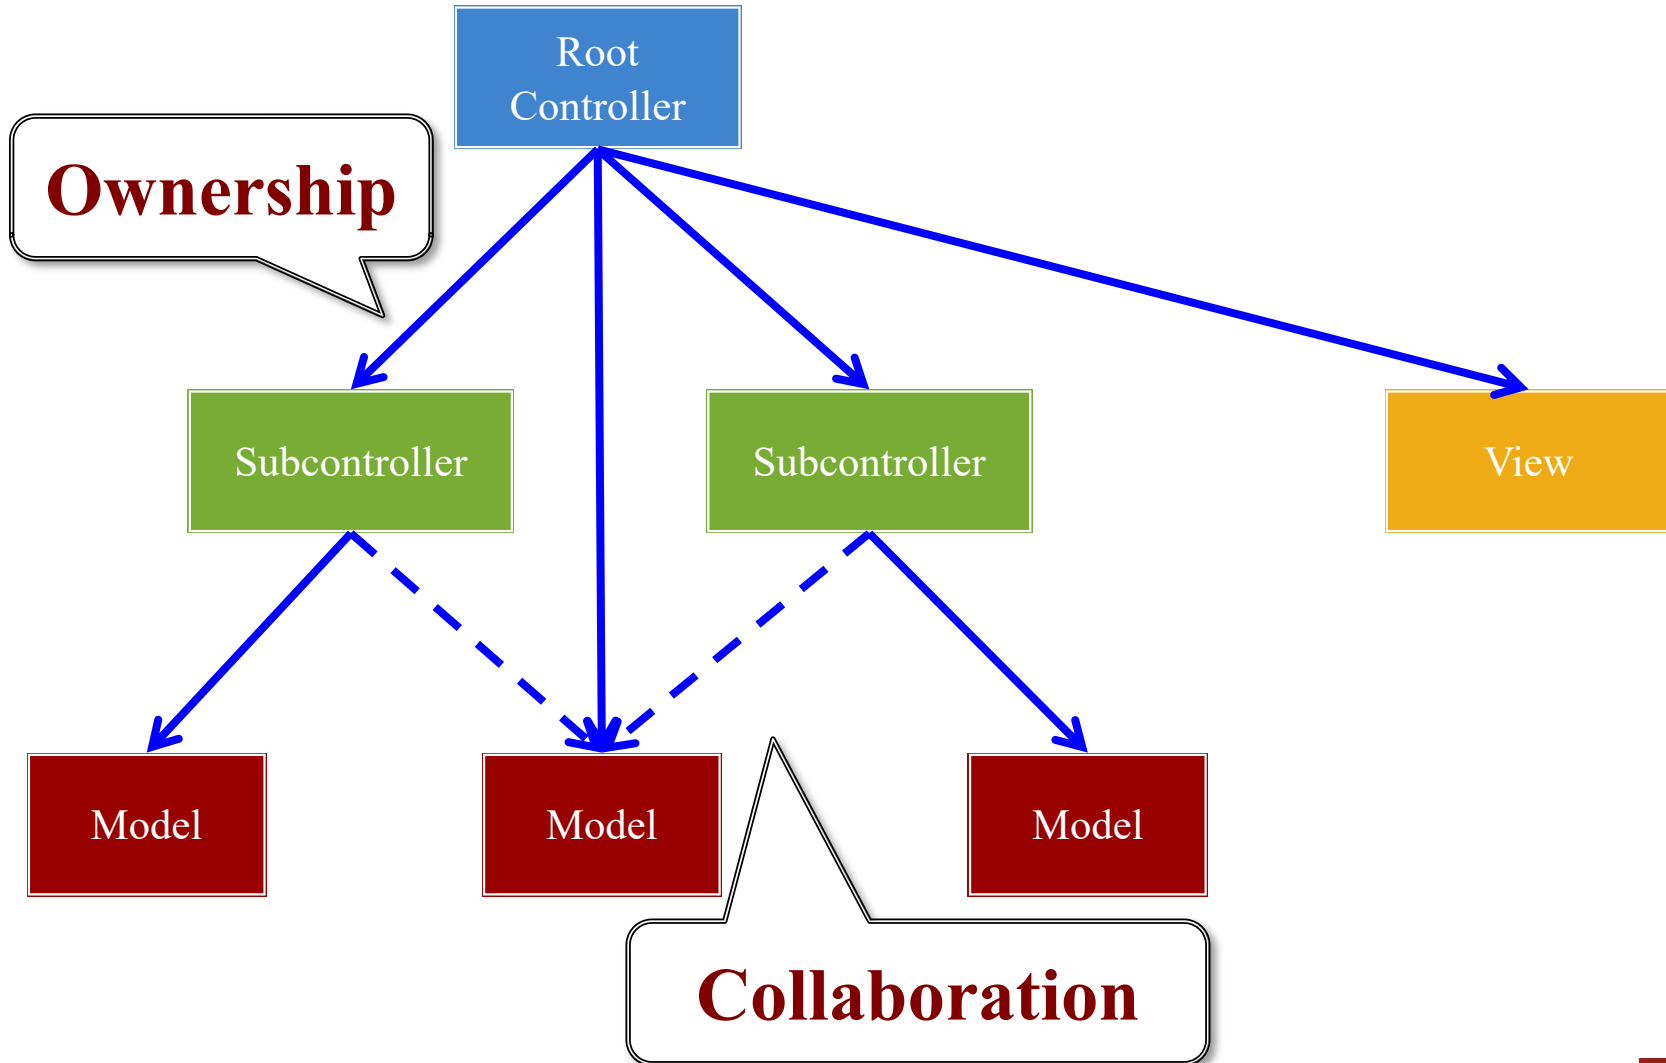 Root
Controller
Ownership
Subcontroller
Subcontroller
View
Model
Model
Model
Collaboration